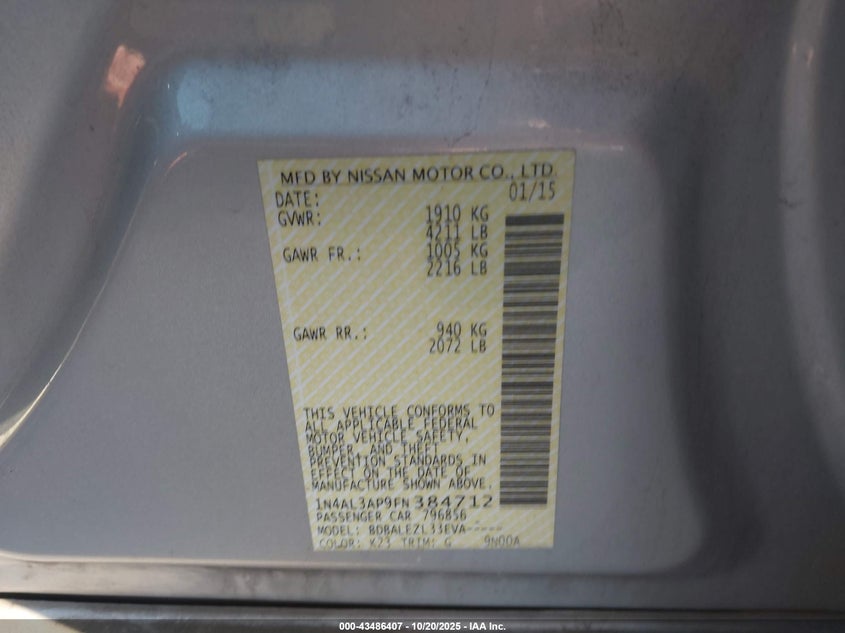 MFD BY NISSAN MOTOR CO., LTD.
DATE: 01/15
GVWR: 1910 KG
4211 LB
GAWR FR.: 1005 KG
2216 LB
GAWR RR.: 940 KG
2072 LB
THIS VEHICLE CONFORMS TO
ALL APPLICABLE FEDERAL
MOTOR VEHICLE SAFETY,
BUMPER, AND THEFT
PREVENTION STANDARDS IN
EFFECT ON THE DATE OF
MANUFACTURE SHOWN ABOVE.
1N4AL3AP9FN384712
PASSENGER CAR 796856
MODEL: BDBALEZL33EVA-----
COLOR: K23 TRIM: G 9N00A
000-43486407 - 10/20/2025 - IAA Inc.